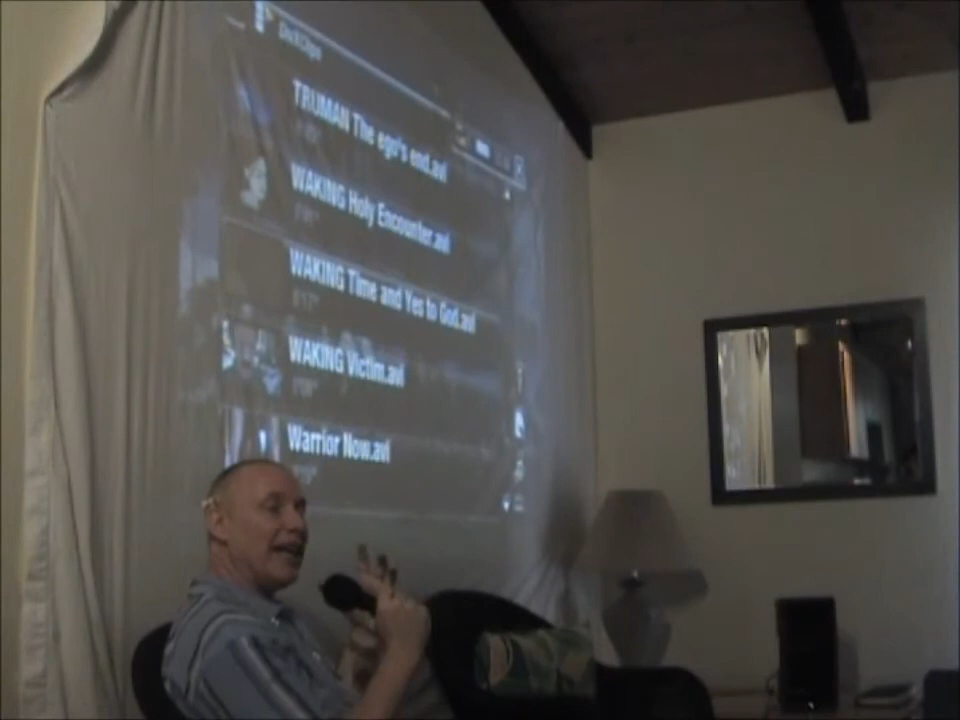 DivXClips
TRUMAN The ego's end.avi
WAKING Holy Encounter.avi
WAKING Time and Yes to God.avi
WAKING Victim.avi
Warrior Now.avi